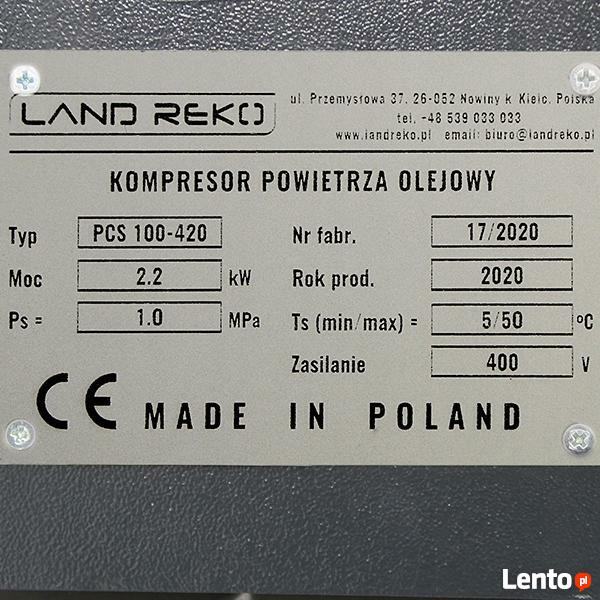 LAND REKO
ul. Przemysłowa 37, 26-052 Nowiny k Kielc, Polska
tel. +48 539 033 033
www.landreko.pl email: biuro@landreko.pl
KOMPRESOR POWIETRZA OLEJOWY
Typ PCS 100-420 Nr fabr. 17/2020
Moc 2.2 kW Rok prod. 2020
Ps = 1.0 MPa Ts (min/max) = 5/50 ºC
Zasilanie 400 V
CE MADE IN POLAND
Lento.pl